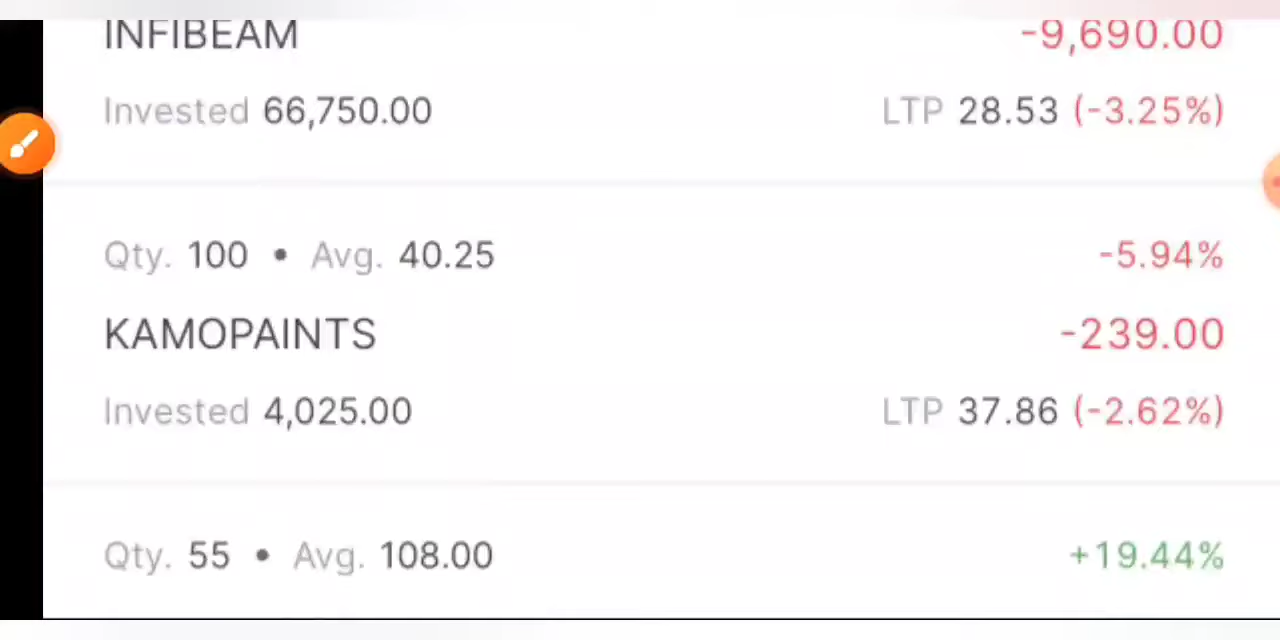 INFIBEAM -9,690.00
Invested 66,750.00 LTP 28.53 (-3.25%)
Qty. 100 • Avg. 40.25 -5.94%
KAMOPAINTS -239.00
Invested 4,025.00 LTP 37.86 (-2.62%)
Qty. 55 • Avg. 108.00 +19.44%